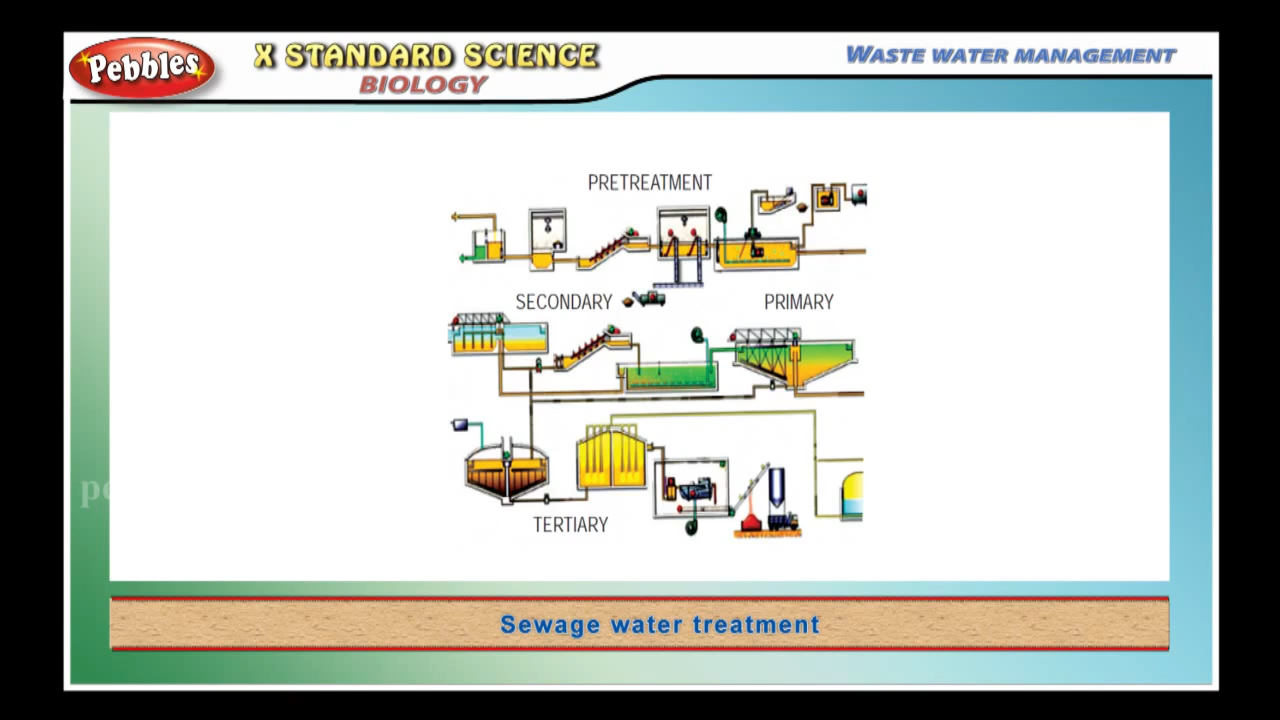 Pebbles
X STANDARD SCIENCE
BIOLOGY
WASTE WATER MANAGEMENT
PRETREATMENT
SECONDARY
PRIMARY
TERTIARY
Sewage water treatment